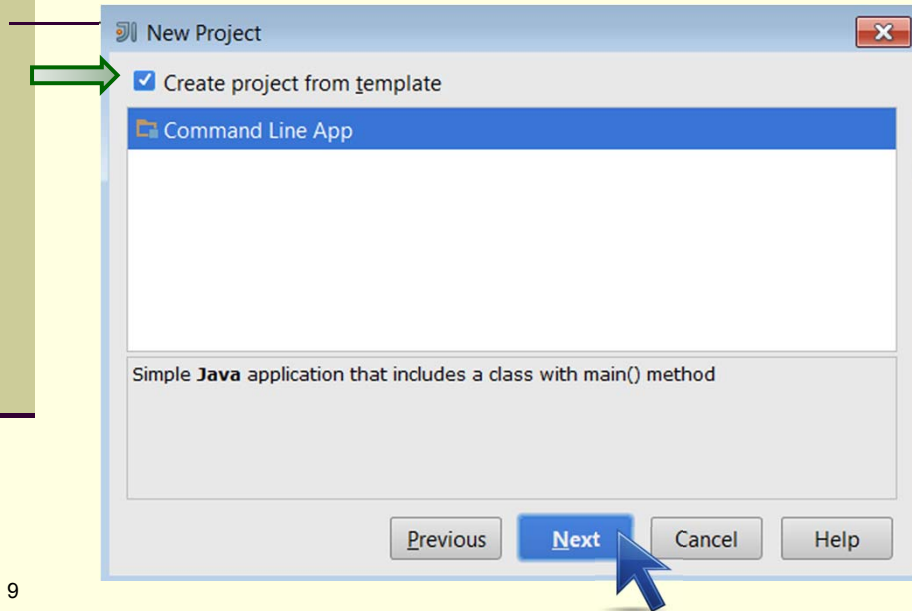 New Project
Create project from template
Command Line App
Simple Java application that includes a class with main() method
Previous Next Cancel Help
9